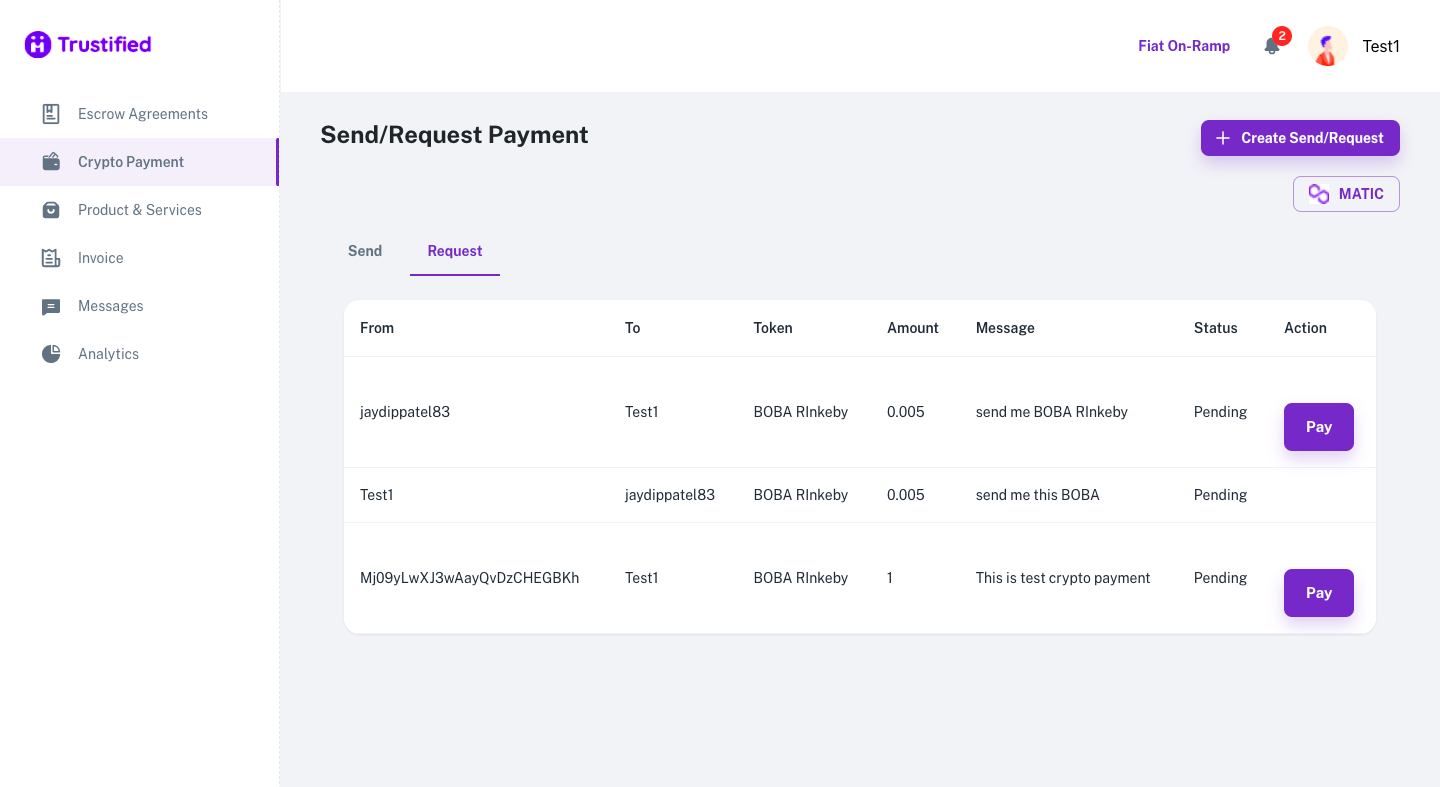 Trustified
Fiat On-Ramp
2
Test1
Escrow Agreements
Crypto Payment
Product & Services
Invoice
Messages
Analytics
Send/Request Payment
Create Send/Request
MATIC
Send Request
From To Token Amount Message Status Action
jaydippatel83 Test1 BOBA RInkeby 0.005 send me BOBA RInkeby Pending Pay
Test1 jaydippatel83 BOBA RInkeby 0.005 send me this BOBA Pending
Mj09yLwXJ3wAayQvDzCHEGBKh Test1 BOBA RInkeby 1 This is test crypto payment Pending Pay